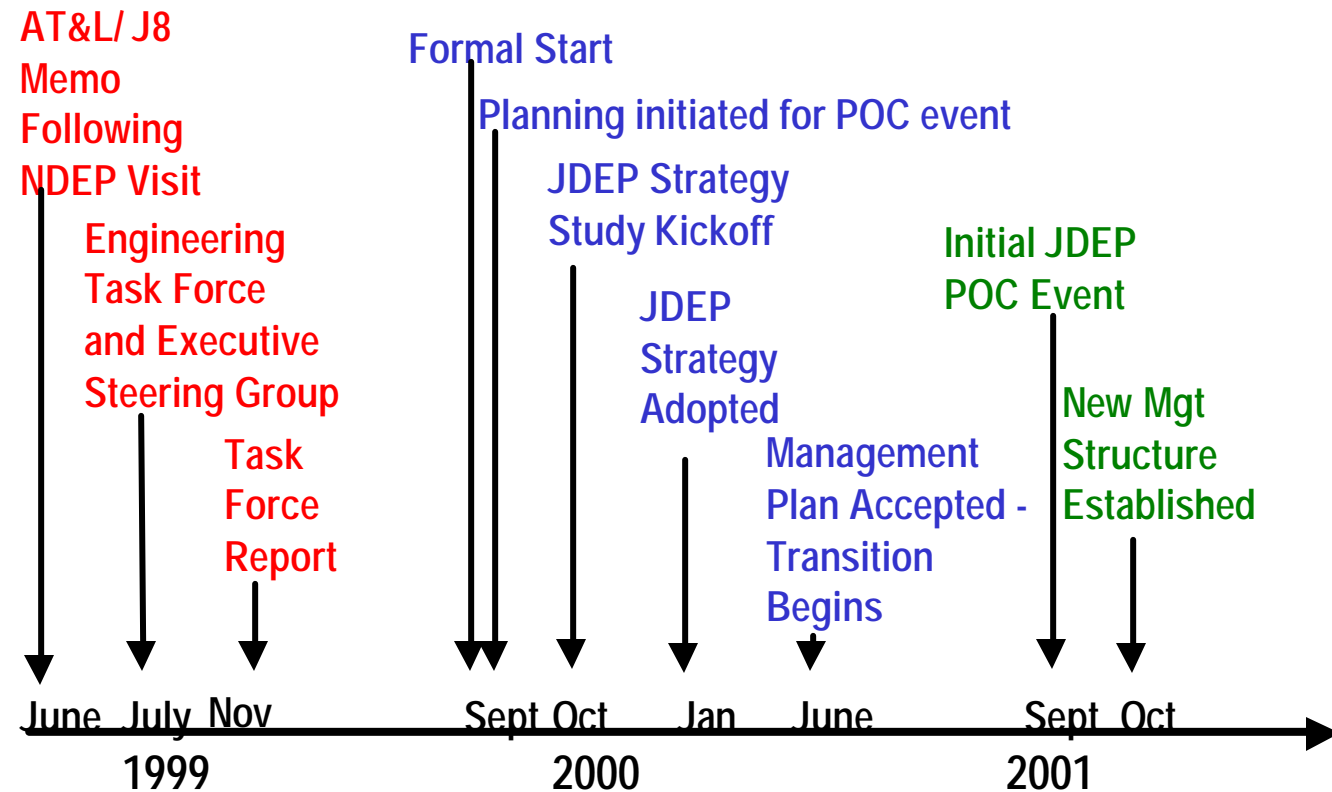 AT&L/ J8
Memo
Following
NDEP Visit
Engineering
Task Force
and Executive
Steering Group
Task
Force
Report
Formal Start
Planning initiated for POC event
JDEP Strategy
Study Kickoff
JDEP
Strategy
Adopted
Management
Plan Accepted -
Transition
Begins
Initial JDEP
POC Event
New Mgt
Structure
Established
June July Nov Sept Oct Jan June Sept Oct
1999 2000 2001